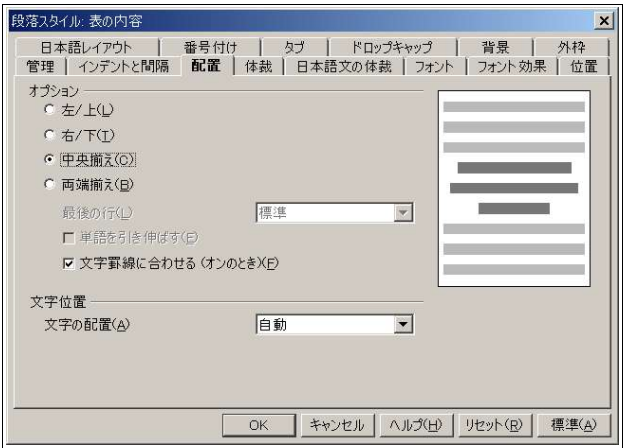 段落スタイル: 表の内容
日本語レイアウト 番号付け タブ ドロップキャップ 背景 外枠
管理 インデントと間隔 配置 体裁 日本語文の体裁 フォント フォント効果 位置
オプション
左/上(L)
右/下(T)
中央揃え(C)
両端揃え(B)
最後の行(L) 標準
単語を引き伸ばす(E)
文字罫線に合わせる (オンのとき)(F)
文字位置
文字の配置(A) 自動
OK キャンセル ヘルプ(H) リセット(R) 標準(A)